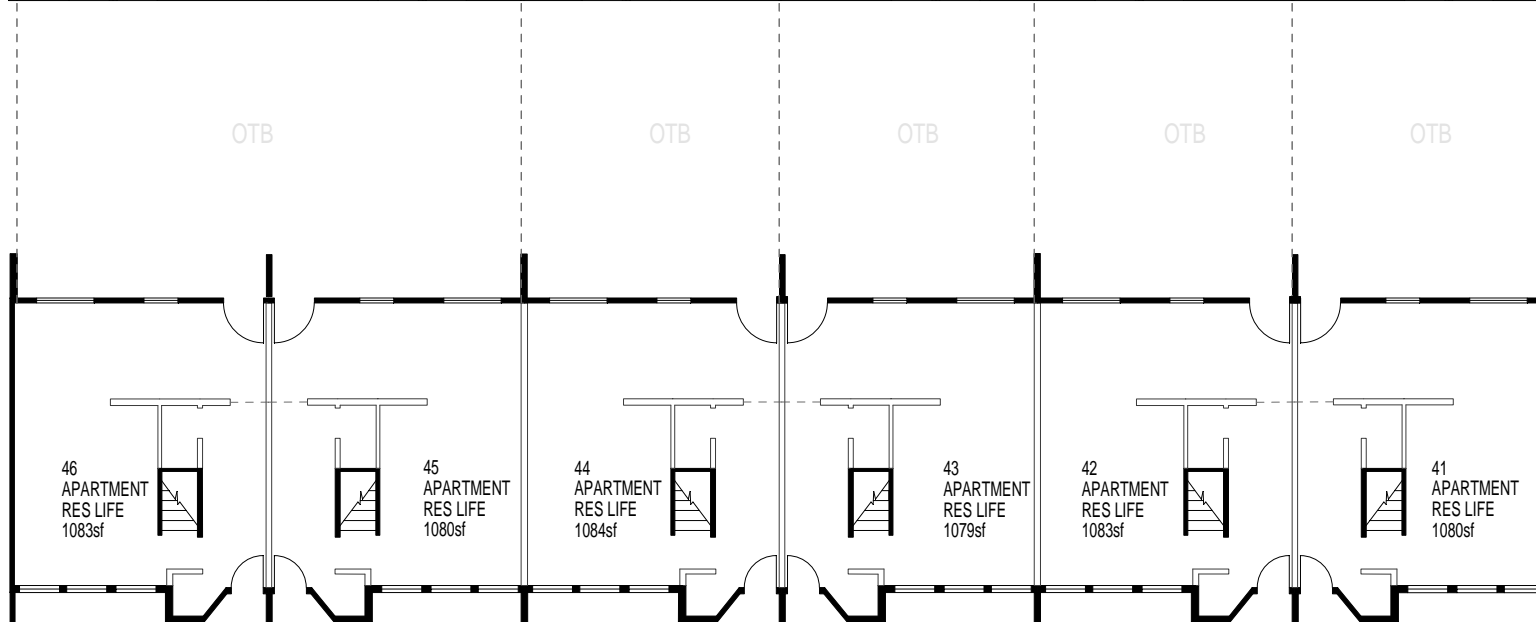 OTB
OTB
OTB
OTB
OTB
46
APARTMENT
RES LIFE
1083sf
45
APARTMENT
RES LIFE
1080sf
44
APARTMENT
RES LIFE
1084sf
43
APARTMENT
RES LIFE
1079sf
42
APARTMENT
RES LIFE
1083sf
41
APARTMENT
RES LIFE
1080sf